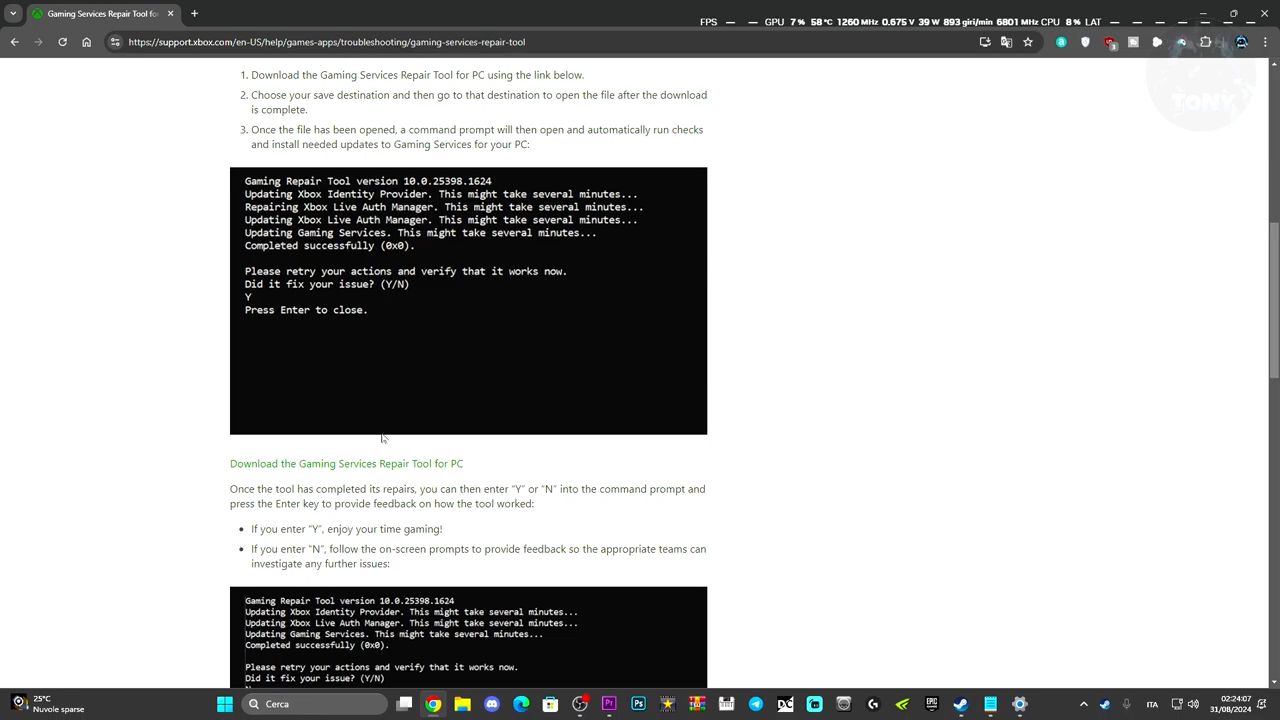 Gaming Services Repair Tool for
FPS — — GPU 7 % 58 °C 1260 MHz 0.675 V 39 W 893 giri/min 6801 MHz CPU 8 % LAT — — — — —
https://support.xbox.com/en-US/help/games-apps/troubleshooting/gaming-services-repair-tool
TONY
1. Download the Gaming Services Repair Tool for PC using the link below.
2. Choose your save destination and then go to that destination to open the file after the download
is complete.
3. Once the file has been opened, a command prompt will then open and automatically run checks
and install needed updates to Gaming Services for your PC:
Gaming Repair Tool version 10.0.25398.1624
Updating Xbox Identity Provider. This might take several minutes...
Repairing Xbox Live Auth Manager. This might take several minutes...
Updating Xbox Live Auth Manager. This might take several minutes...
Updating Gaming Services. This might take several minutes...
Completed successfully (0x0).
Please retry your actions and verify that it works now.
Did it fix your issue? (Y/N)
Y
Press Enter to close.
Download the Gaming Services Repair Tool for PC
Once the tool has completed its repairs, you can then enter “Y” or “N” into the command prompt and
press the Enter key to provide feedback on how the tool worked:
• If you enter “Y”, enjoy your time gaming!
• If you enter “N”, follow the on-screen prompts to provide feedback so the appropriate teams can
investigate any further issues:
Gaming Repair Tool version 10.0.25398.1624
Updating Xbox Identity Provider. This might take several minutes...
Updating Xbox Live Auth Manager. This might take several minutes...
Updating Gaming Services. This might take several minutes...
Completed successfully (0x0).
Please retry your actions and verify that it works now.
Did it fix your issue? (Y/N)
25°C
Nuvole sparse
Cerca
ITA
02:24:07
31/08/2024